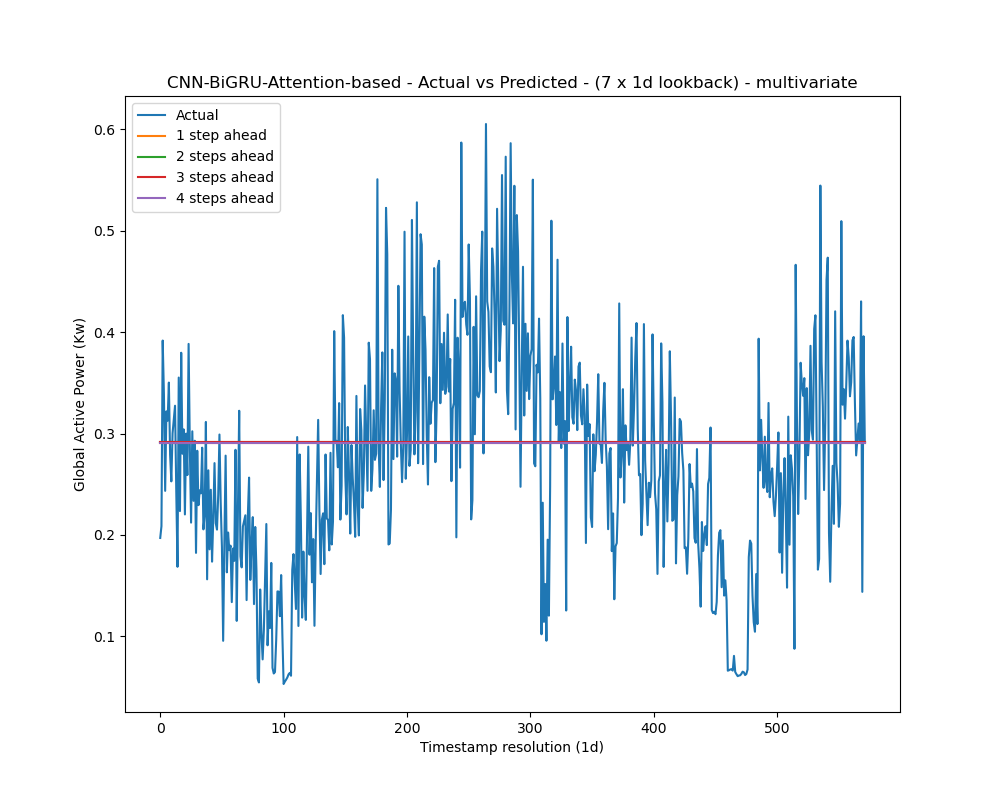 CNN-BiGRU-Attention-based - Actual vs Predicted - (7 x 1d lookback) - multivariate
Actual
1 step ahead
2 steps ahead
3 steps ahead
4 steps ahead
0.6
0.5
0.4
0.3
0.2
0.1
Global Active Power (Kw)
0 100 200 300 400 500
Timestamp resolution (1d)